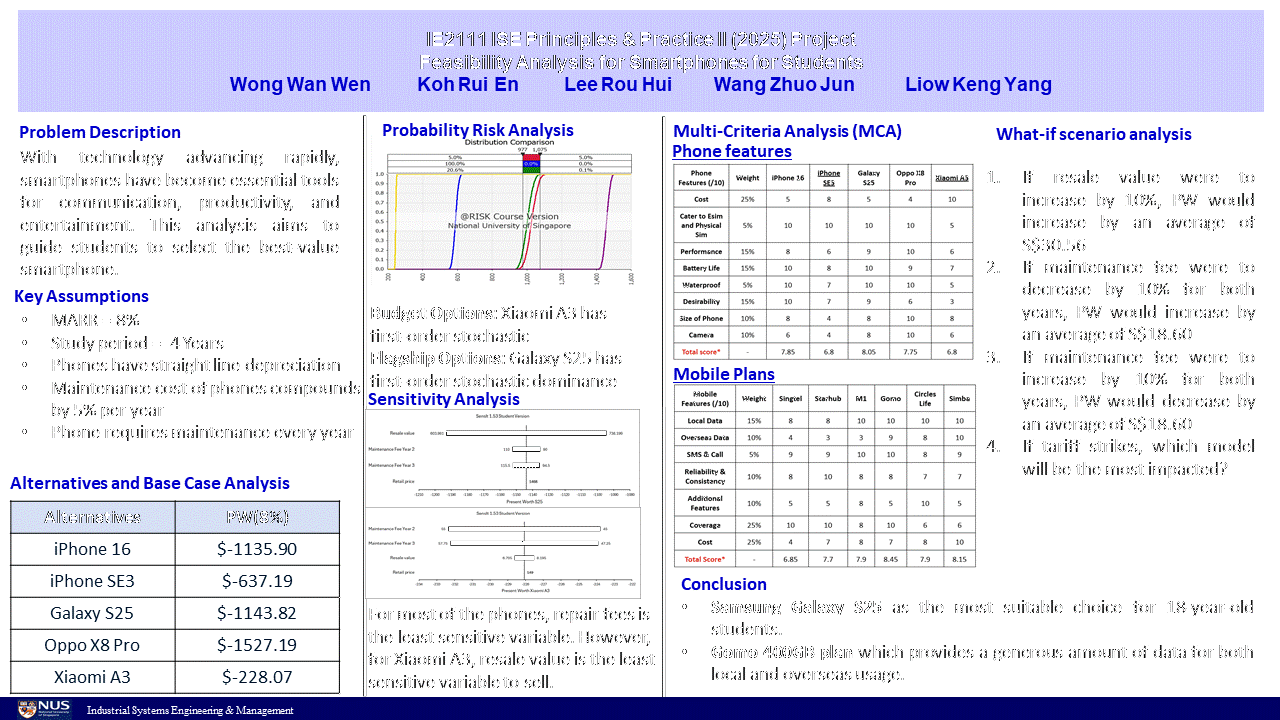 IE2111 ISE Principles & Practice II (2025) Project
Feasibility Analysis for Smartphones for Students
Wong Wan Wen Koh Rui En Lee Rou Hui Wang Zhuo Jun Liow Keng Yang
Problem Description
With technology advancing rapidly,
smartphones have become essential tools
for communication, productivity, and
entertainment. This analysis aims to
guide students to select the best-value
smartphone.
Key Assumptions
• MARR = 8%
• Study period = 4 Years
• Phones have straight line depreciation
• Maintenance cost of phones compounds
by 5% per year
• Phone requires maintenance every year
Alternatives and Base Case Analysis
Alternatives PW(8%)
iPhone 16 $-1135.90
iPhone SE3 $-637.19
Galaxy S25 $-1143.82
Oppo X8 Pro $-1527.19
Xiaomi A3 $-228.07
Probability Risk Analysis
Distribution Comparison
977 1,075
5.0% 5.0%
100.0% 0.0% 0.0%
20.6% 0.1%
1.0
0.9
0.8
0.7
0.6
0.5
0.4
0.3
0.2
0.1
0.0
@RISK Course Version
National University of Singapore
200 400 600 800 1,000 1,200 1,400 1,600
Budget Options: Xiaomi A3 has
first-order stochastic
Flagship Options: Galaxy S25 has
first-order stochastic dominance
Sensitivity Analysis
SensIt 1.53 Student Version
Resale value
Maintenance Fee Year 2 110 90
Maintenance Fee Year 3 115.5 94.5
Retail price 1468
Present Worth S25
SensIt 1.53 Student Version
Maintenance Fee Year 2 55 45
Maintenance Fee Year 3 57.75 47.25
Resale value
Retail price 149
Present Worth Xiaomi A3
For most of the phones, repair fees is
the least sensitive variable. However,
for Xiaomi A3, resale value is the least
sensitive variable to sell.
Multi-Criteria Analysis (MCA)
Phone features
Phone Features (/10) Weight iPhone 16 iPhone SE5 Galaxy S25 Oppo X8 Pro Xiaomi A5
Cost 25% 5 8 5 4 10
Cater to Esim and Physical Sim 5% 10 10 10 10 5
Performance 15% 8 6 9 10 6
Battery Life 15% 10 8 10 9 7
Waterproof 5% 10 7 10 10 5
Desirability 15% 10 7 9 6 3
Size of Phone 10% 8 4 8 10 8
Camera 10% 6 4 8 10 6
Total score* - 7.85 6.8 8.05 7.75 6.8
Mobile Plans
Mobile Features (/10) Weight Singtel Starhub M1 Gomo Circles Life Simba
Local Data 15% 8 8 10 10 10 10
Overseas Data 10% 4 3 3 9 8 10
SMS & Call 5% 9 9 10 10 8 9
Reliability & Consistancy 10% 8 10 8 8 7 7
Additional Features 10% 5 5 8 5 10 5
Coverage 25% 10 10 8 10 6 6
Cost 25% 4 7 8 7 8 10
Total Score* - 6.85 7.7 7.9 8.45 7.9 8.15
What-if scenario analysis
1. If resale value were to
increase by 10%, PW would
increase by an average of
S$30.56
2. If maintenance fee were to
decrease by 10% for both
years, PW would increase by
an average of S$18.60
3. If maintenance fee were to
increase by 10% for both
years, PW would decrease by
an average of S$18.60
4. If tariff strikes, which model
will be the most impacted?
Conclusion
• Samsung Galaxy S25 as the most suitable choice for 18-year-old
students.
• Gomo 400GB plan which provides a generous amount of data for both
local and overseas usage.
NUS
National University
of Singapore
Industrial Systems Engineering & Management